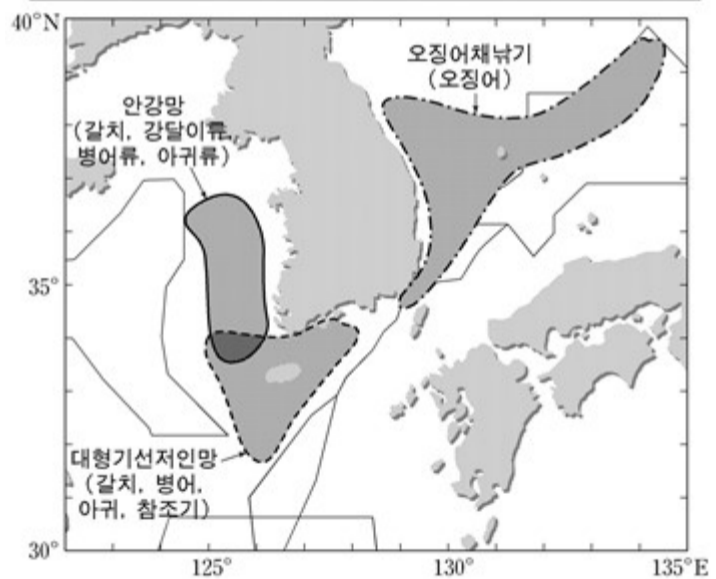 40°N
오징어채낚기
(오징어)
안강망
(갈치, 강달이류,
병어류, 아귀류)
35°
대형기선저인망
(갈치, 병어,
아귀, 참조기)
30°
125°
130°
135°E